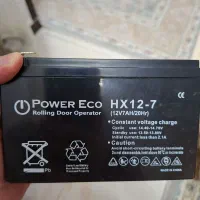 POWER ECO
Rolling Door Operator
HX12-7
(12V7AH/20Hr)
Constant voltage charge
Cyclic use: 14.40-14.70V
Standby use: 13.50-13.80V
Initial current less than 2.1A
Pb